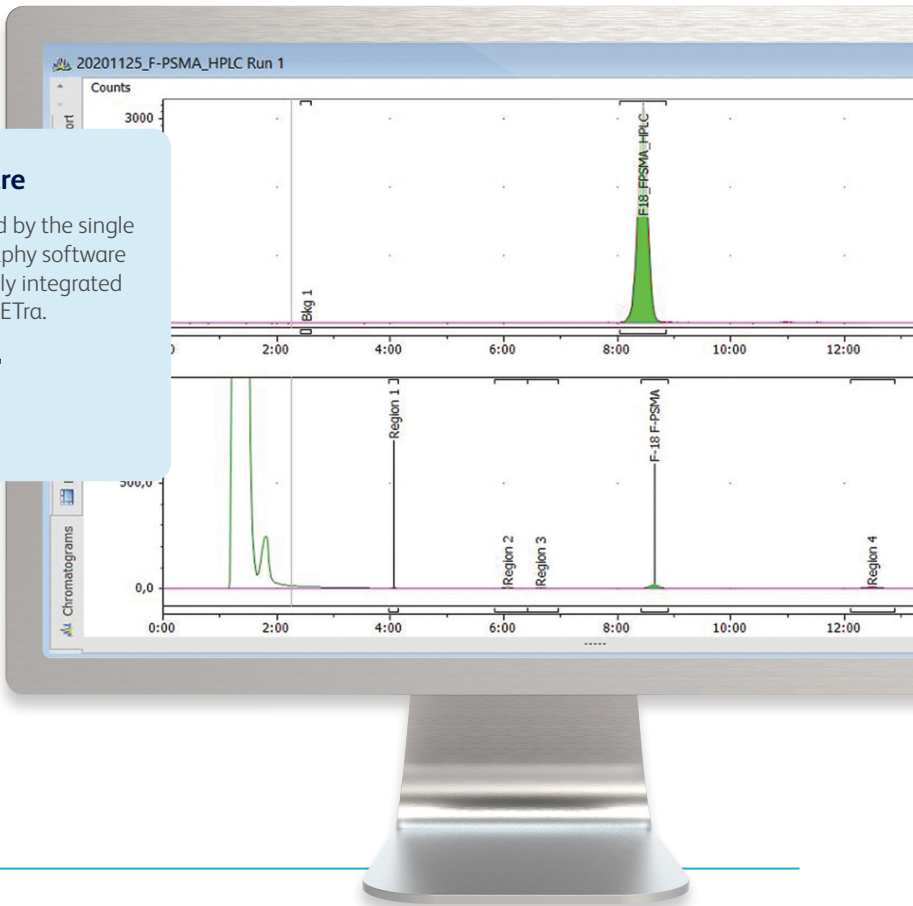 20201125_F-PSMA_HPLC Run 1
Counts
3000
F18_FPSMA_HPLC
Bkg 1
2:00
4:00
6:00
8:00
10:00
12:00
re
d by the single
phy software
ly integrated
ETra.
Region 1
F-18 F-PSMA
Region 2
Region 3
Region 4
500,0
0,0
Chromatograms
0:00
2:00
4:00
6:00
8:00
10:00
12:00